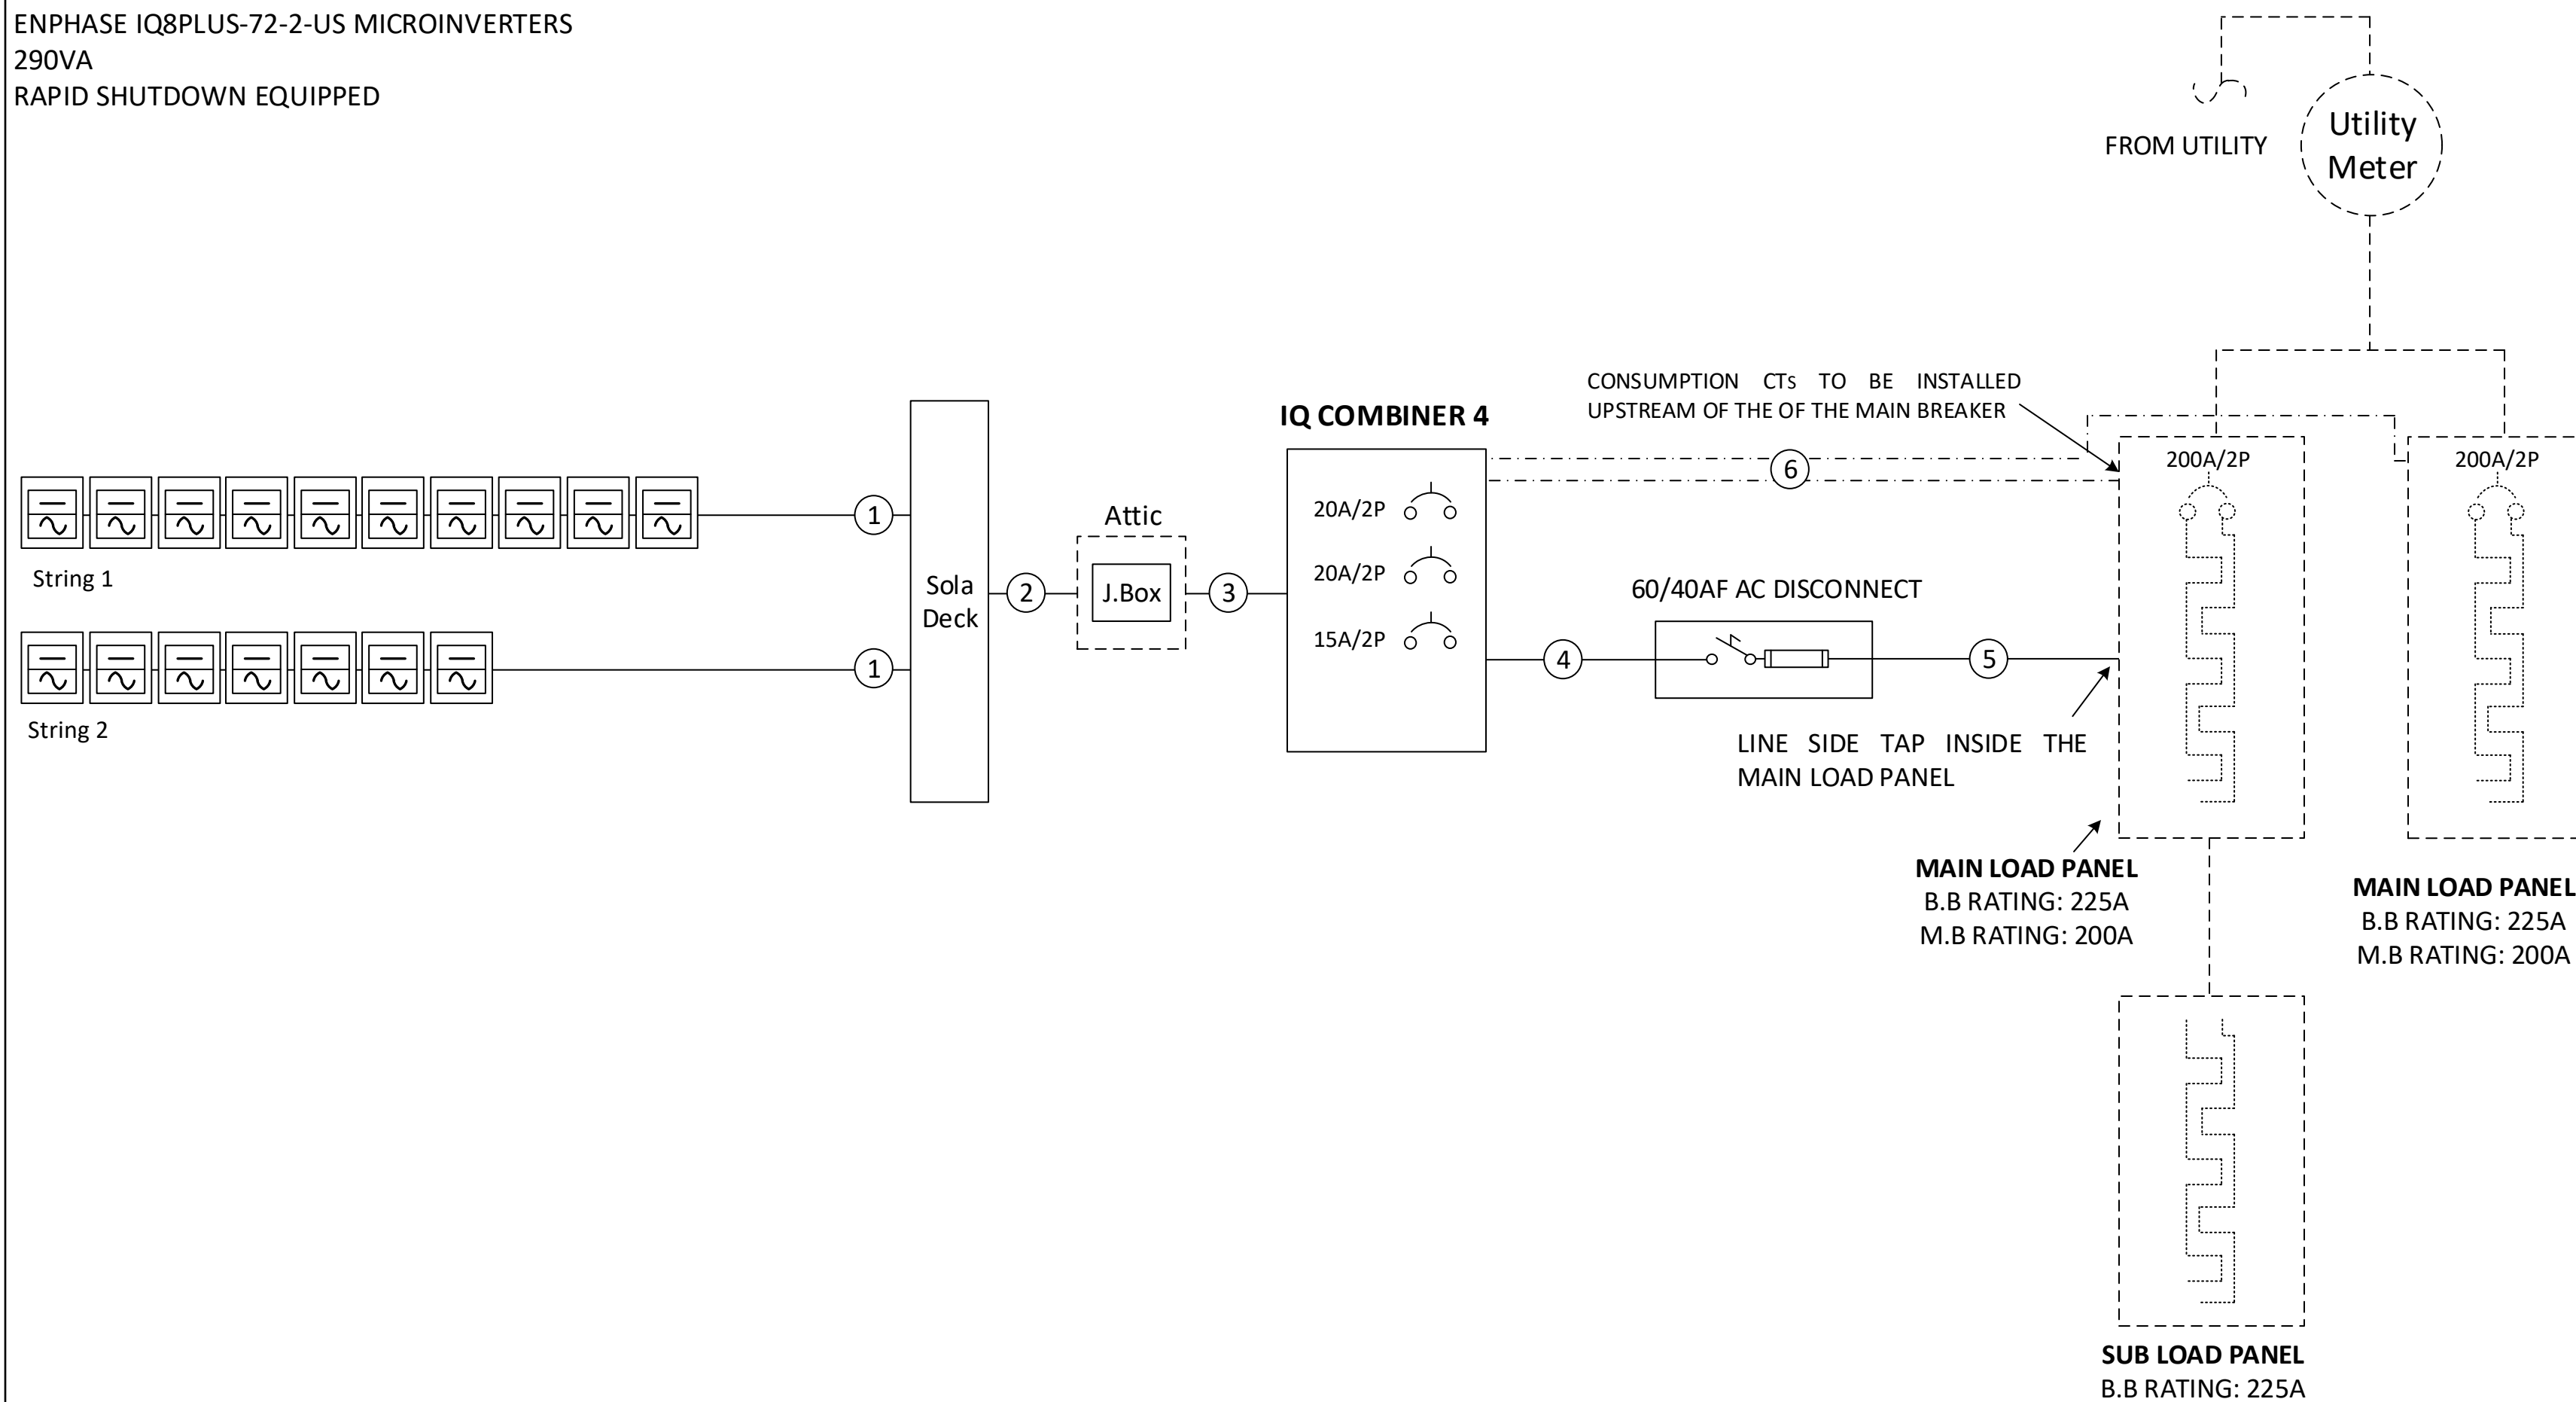 ENPHASE IQ8PLUS-72-2-US MICROINVERTERS
290VA
RAPID SHUTDOWN EQUIPPED
FROM UTILITY
Utility
Meter
CONSUMPTION CTs TO BE INSTALLED
UPSTREAM OF THE OF THE MAIN BREAKER
IQ COMBINER 4
6
200A/2P
200A/2P
20A/2P
1
Attic
String 1
Sola
Deck
2
J.Box
3
20A/2P
60/40AF AC DISCONNECT
15A/2P
1
4
5
String 2
LINE SIDE TAP INSIDE THE
MAIN LOAD PANEL
MAIN LOAD PANEL
B.B RATING: 225A
M.B RATING: 200A
MAIN LOAD PANEL
B.B RATING: 225A
M.B RATING: 200A
SUB LOAD PANEL
B.B RATING: 225A